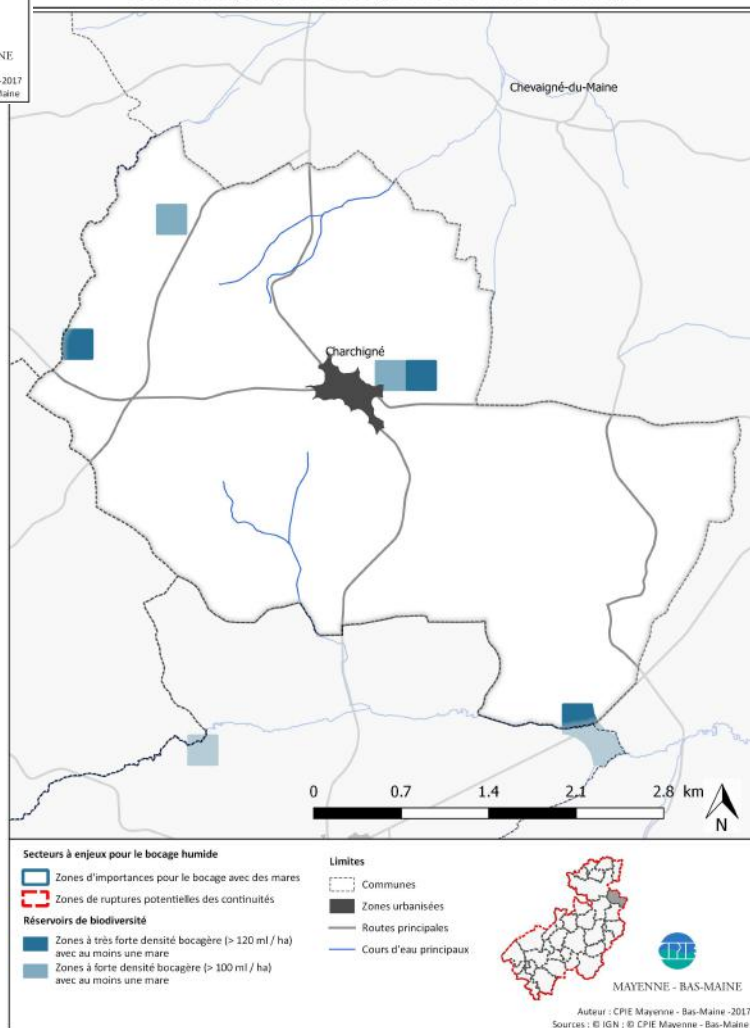 NE
-2017
Maine
Chevaigné-du-Maine
Charchigné
0 0.7 1.4 2.1 2.8 km
N
Secteurs à enjeux pour le bocage humide
Zones d'importances pour le bocage avec des mares
Zones de ruptures potentielles des continuités
Réservoirs de biodiversité
Zones à très forte densité bocagère (> 120 ml / ha)
avec au moins une mare
Zones à forte densité bocagère (> 100 ml / ha)
avec au moins une mare
Limites
Communes
Zones urbanisées
Routes principales
Cours d'eau principaux
CPIE
MAYENNE - BAS-MAINE
Auteur : CPIE Mayenne - Bas-Maine -2017
Sources : © IGN ; © CPIE Mayenne - Bas-Maine